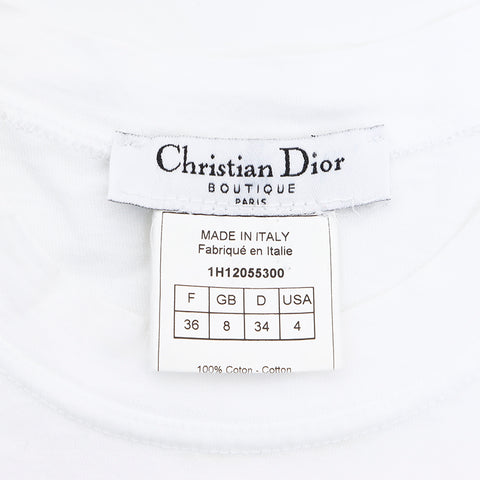 Christian Dior
BOUTIQUE
PARIS
MADE IN ITALY
Fabriqué en Italie
1H12055300
F GB D USA
36 8 34 4
100% Coton - Cotton